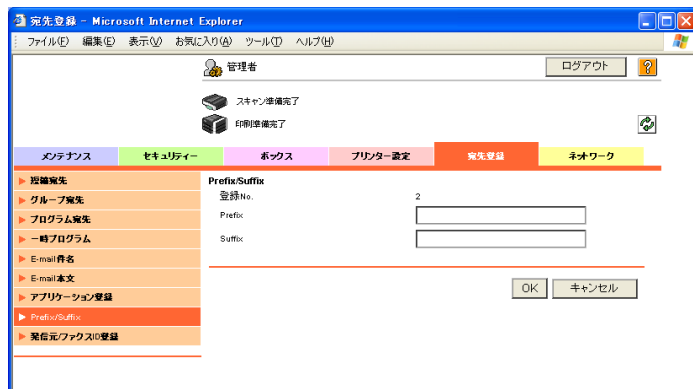 宛先登録 - Microsoft Internet Explorer
ファイル(F) 編集(E) 表示(V) お気に入り(A) ツール(T) ヘルプ(H)
管理者
ログアウト
?
スキャン準備完了
印刷準備完了
メンテナンス セキュリティー ボックス プリンター設定 宛先登録 ネットワーク
短縮宛先
グループ宛先
プログラム宛先
一時プログラム
E-mail件名
E-mail本文
アプリケーション登録
Prefix/Suffix
発信元/ファクスID登録
Prefix/Suffix
登録No. 2
Prefix
Suffix
OK キャンセル